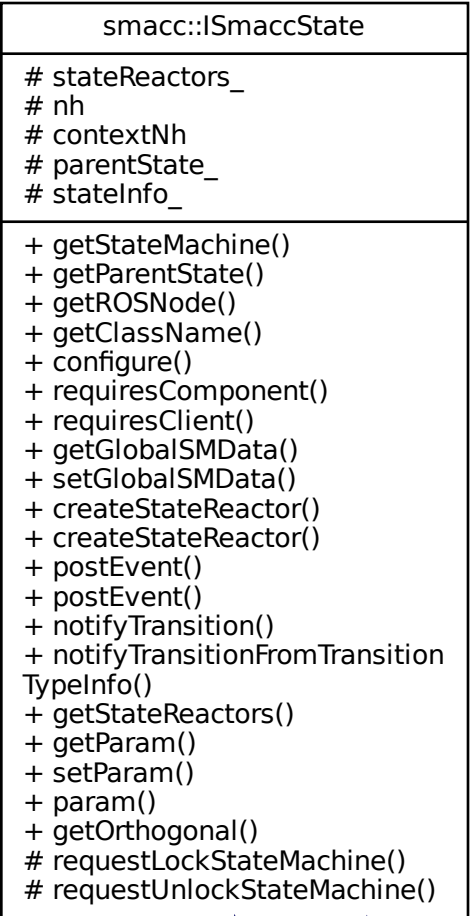 smacc::ISmaccState
# stateReactors_
# nh
# contextNh
# parentState_
# stateInfo_
+ getStateMachine()
+ getParentState()
+ getROSNode()
+ getClassName()
+ configure()
+ requiresComponent()
+ requiresClient()
+ getGlobalSMData()
+ setGlobalSMData()
+ createStateReactor()
+ createStateReactor()
+ postEvent()
+ postEvent()
+ notifyTransition()
+ notifyTransitionFromTransition
TypeInfo()
+ getStateReactors()
+ getParam()
+ setParam()
+ param()
+ getOrthogonal()
# requestLockStateMachine()
# requestUnlockStateMachine()